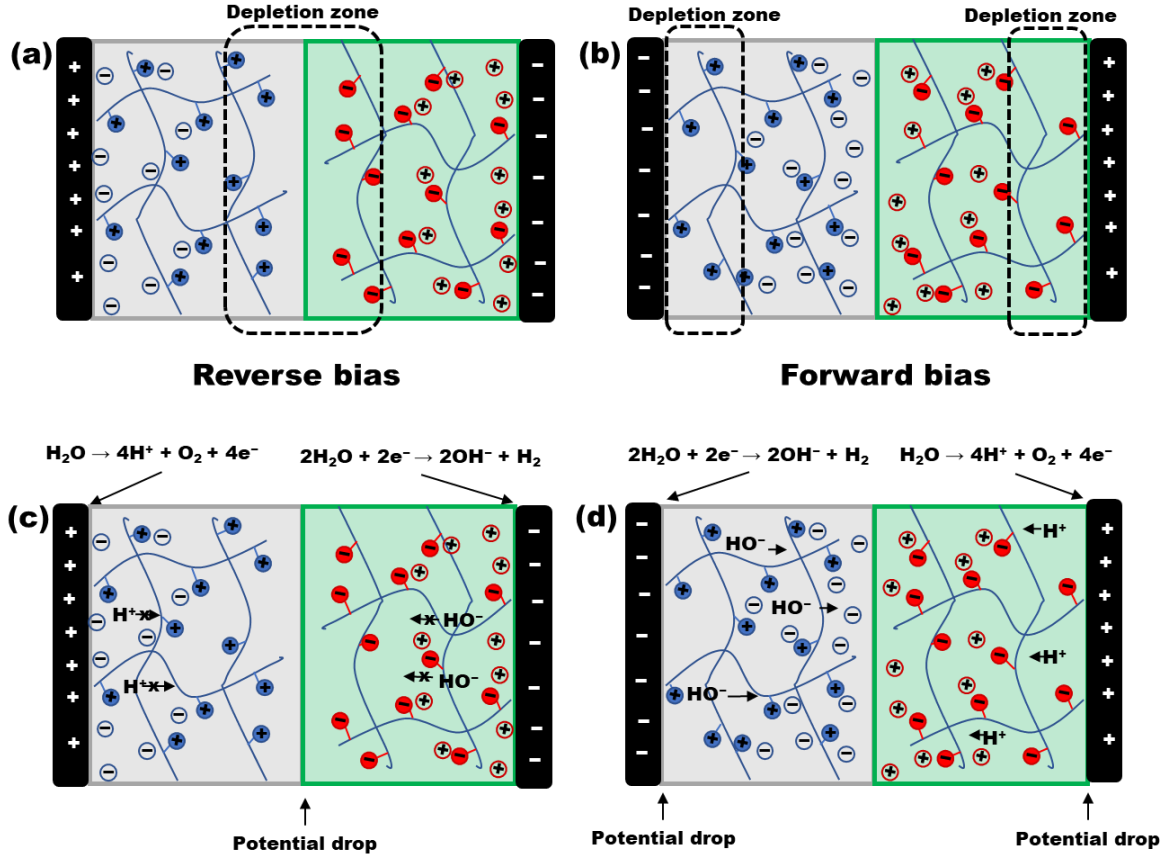 Depletion zone
Depletion zone
Depletion zone
(a)
(b)
Reverse bias
Forward bias
H₂O → 4H⁺ + O₂ + 4e⁻
2H₂O + 2e⁻ → 2OH⁻ + H₂
2H₂O + 2e⁻ → 2OH⁻ + H₂
H₂O → 4H⁺ + O₂ + 4e⁻
(c)
(d)
H⁺
HO⁻
H⁺
HO⁻
HO⁻
HO⁻
HO⁻
H⁺
H⁺
H⁺
Potential drop
Potential drop
Potential drop